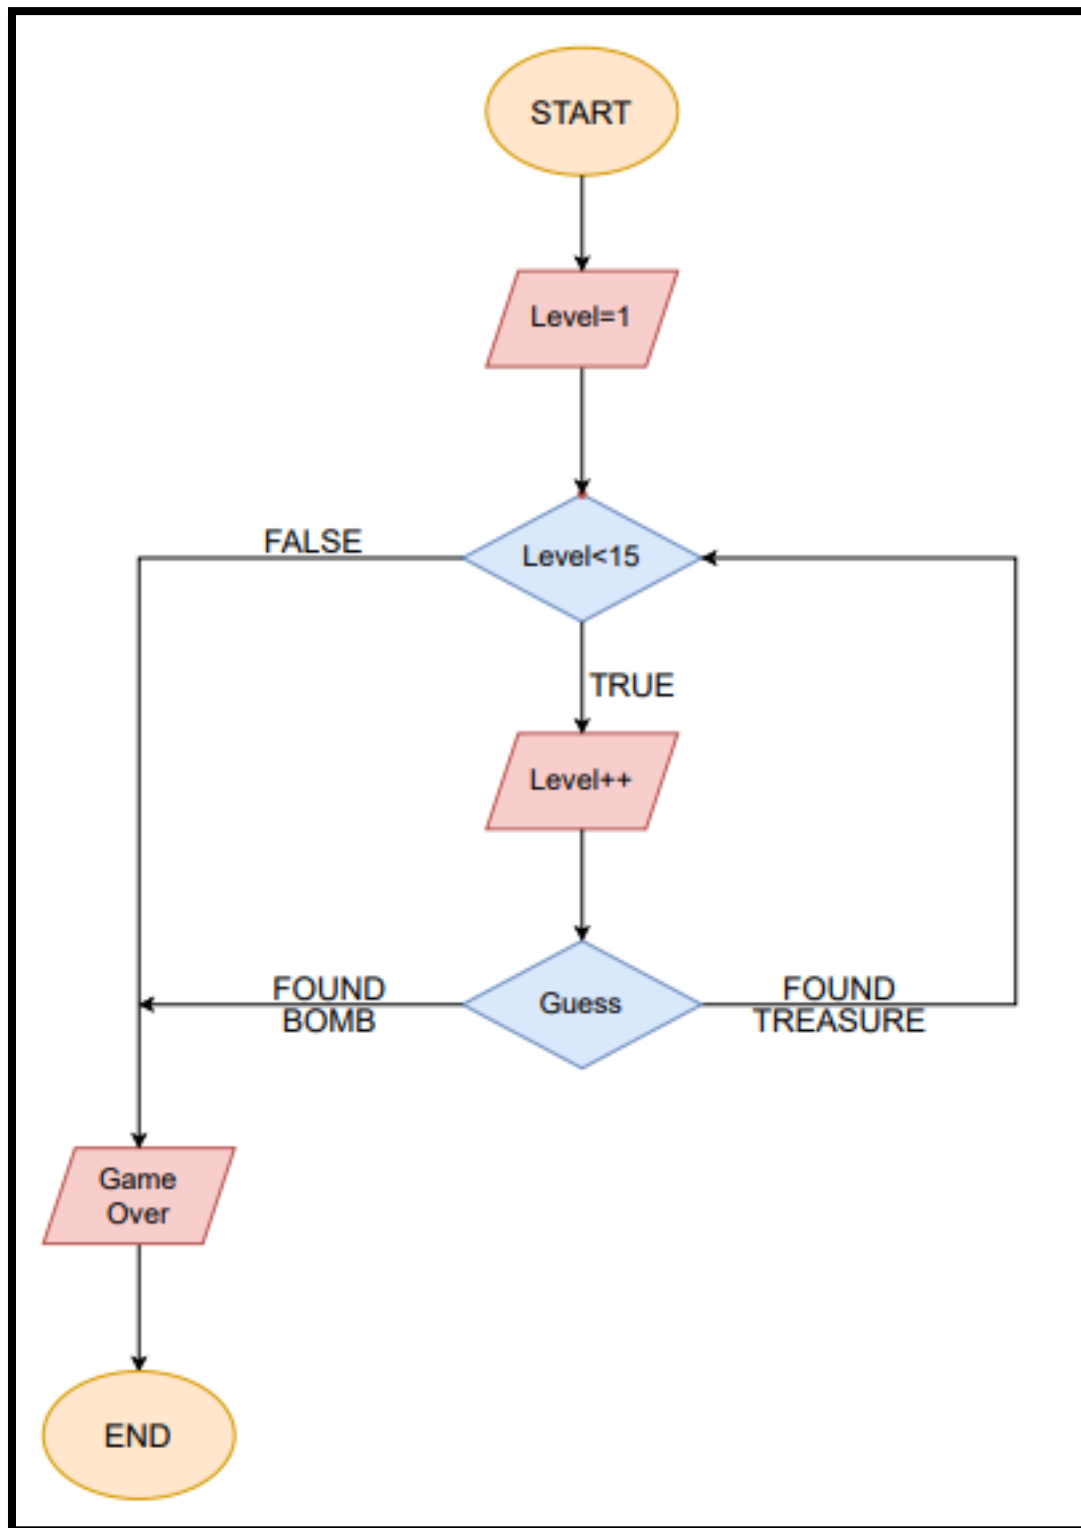 START
Level=1
FALSE
Level<15
TRUE
Level++
FOUND
BOMB
Guess
FOUND
TREASURE
Game
Over
END